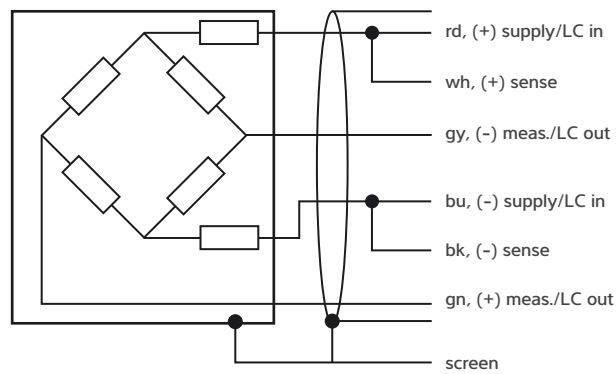 rd, (+) supply/LC in
wh, (+) sense
gy, (-) meas./LC out
bu, (-) supply/LC in
bk, (-) sense
gn, (+) meas./LC out
screen